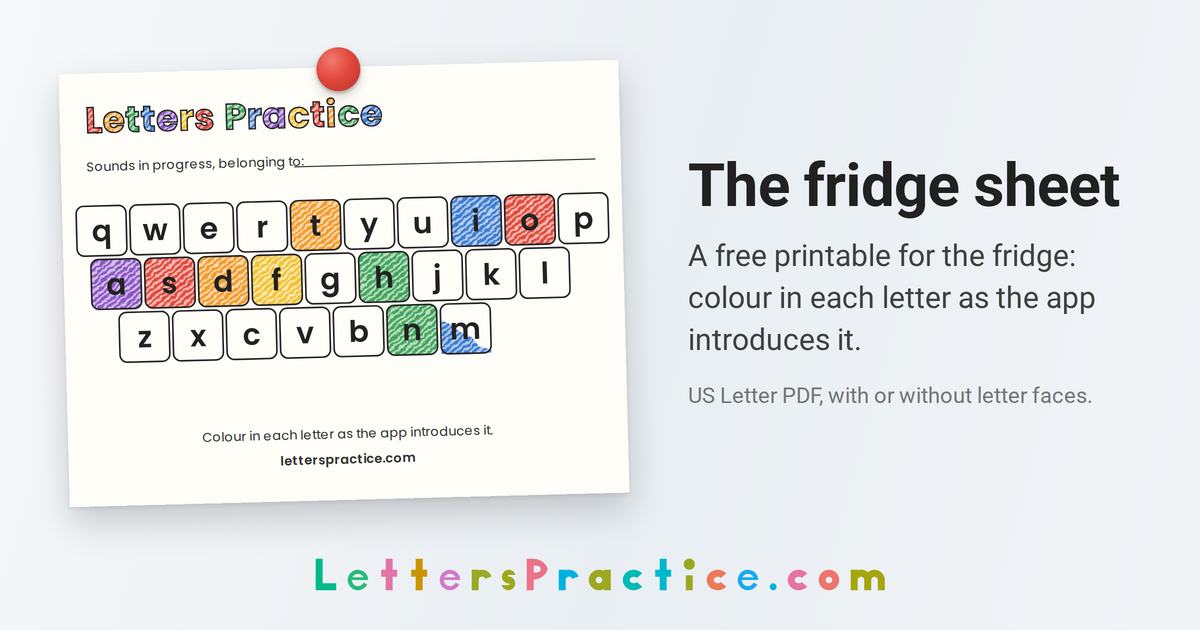 Letters Practice
Sounds in progress, belonging to:
q w e r t y u i o p
a s d f g h j k l
z x c v b n m
Colour in each letter as the app introduces it.
letterspractice.com
The fridge sheet
A free printable for the fridge:
colour in each letter as the app
introduces it.
US Letter PDF, with or without letter faces.
LettersPractice.com